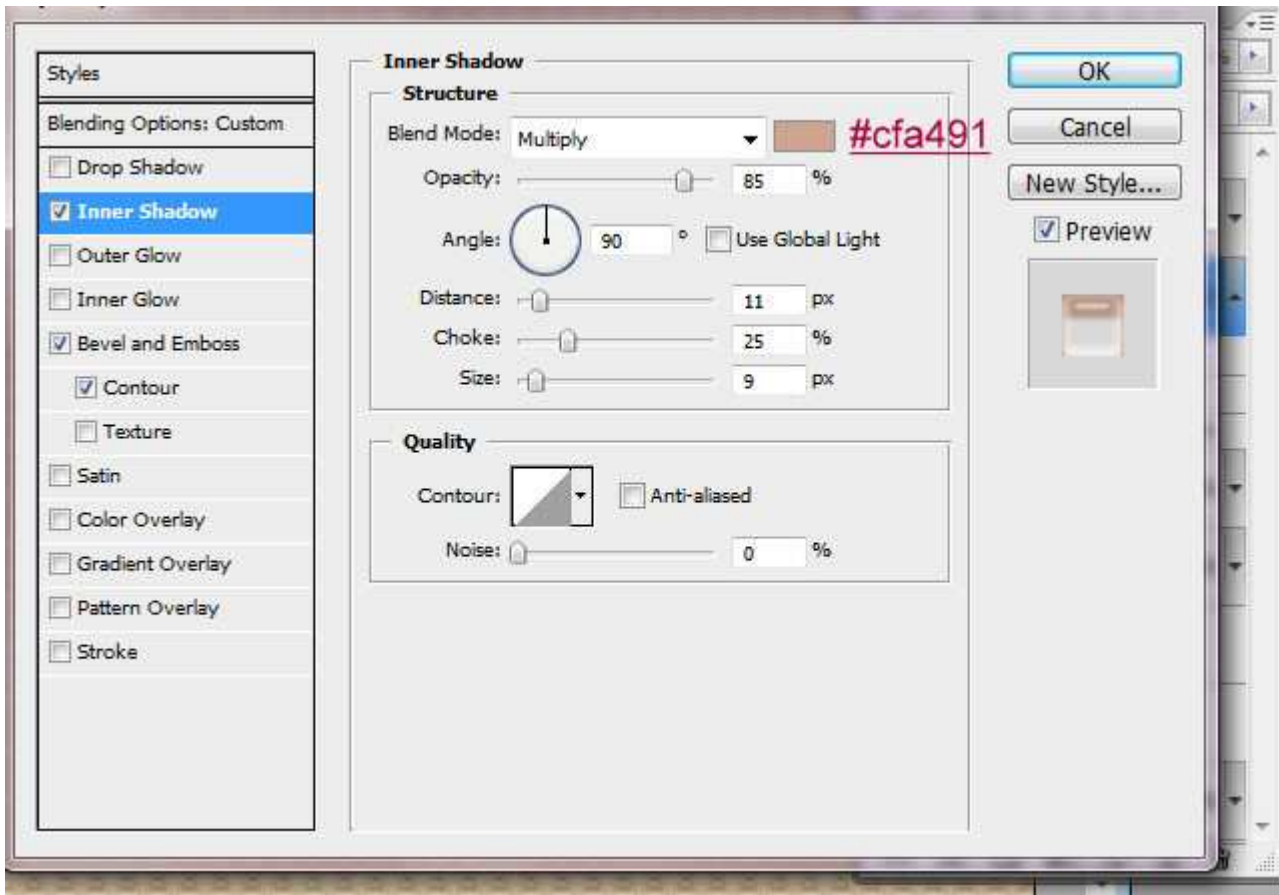 Styles
Blending Options: Custom
Drop Shadow
Inner Shadow
Outer Glow
Inner Glow
Bevel and Emboss
Contour
Texture
Satin
Color Overlay
Gradient Overlay
Pattern Overlay
Stroke
Inner Shadow
Structure
Blend Mode: Multiply #cfa491
Opacity: 85 %
Angle: 90 ° Use Global Light
Distance: 11 px
Choke: 25 %
Size: 9 px
Quality
Contour: Anti-aliased
Noise: 0 %
OK
Cancel
New Style...
Preview